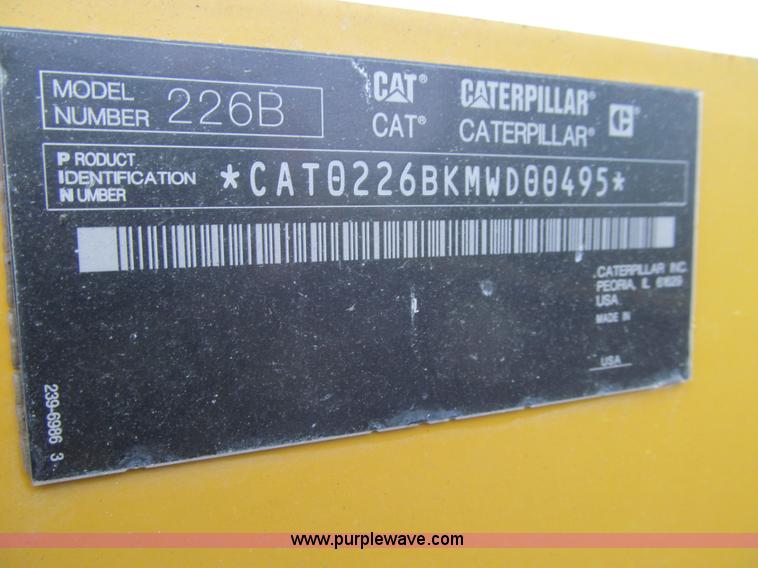 MODEL
NUMBER 226B
CAT® CATERPILLAR®
CAT® CATERPILLAR® C
PRODUCT
IDENTIFICATION
NUMBER
*CAT0226BKMWD00495*
CATERPILLAR INC.
PEORIA, IL 61629
USA
MADE IN
USA
239-6986 3
www.purplewave.com